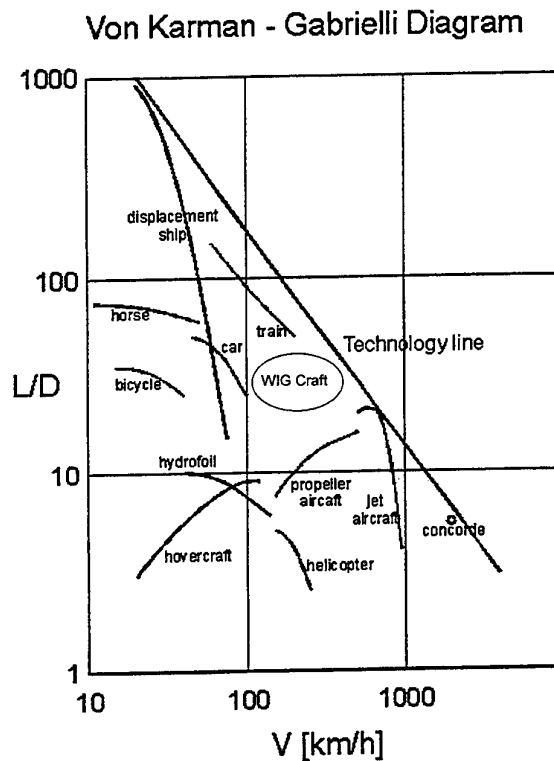 Von Karman - Gabrielli Diagram
1000
displacement
ship
100
horse
train
car
Technology line
L/D
bicycle
WIG Craft
hydrofoil
10
propeller
aircaft
jet
aircraft
concorde
hovercraft
helicopter
1
10
100
1000
V [km/h]